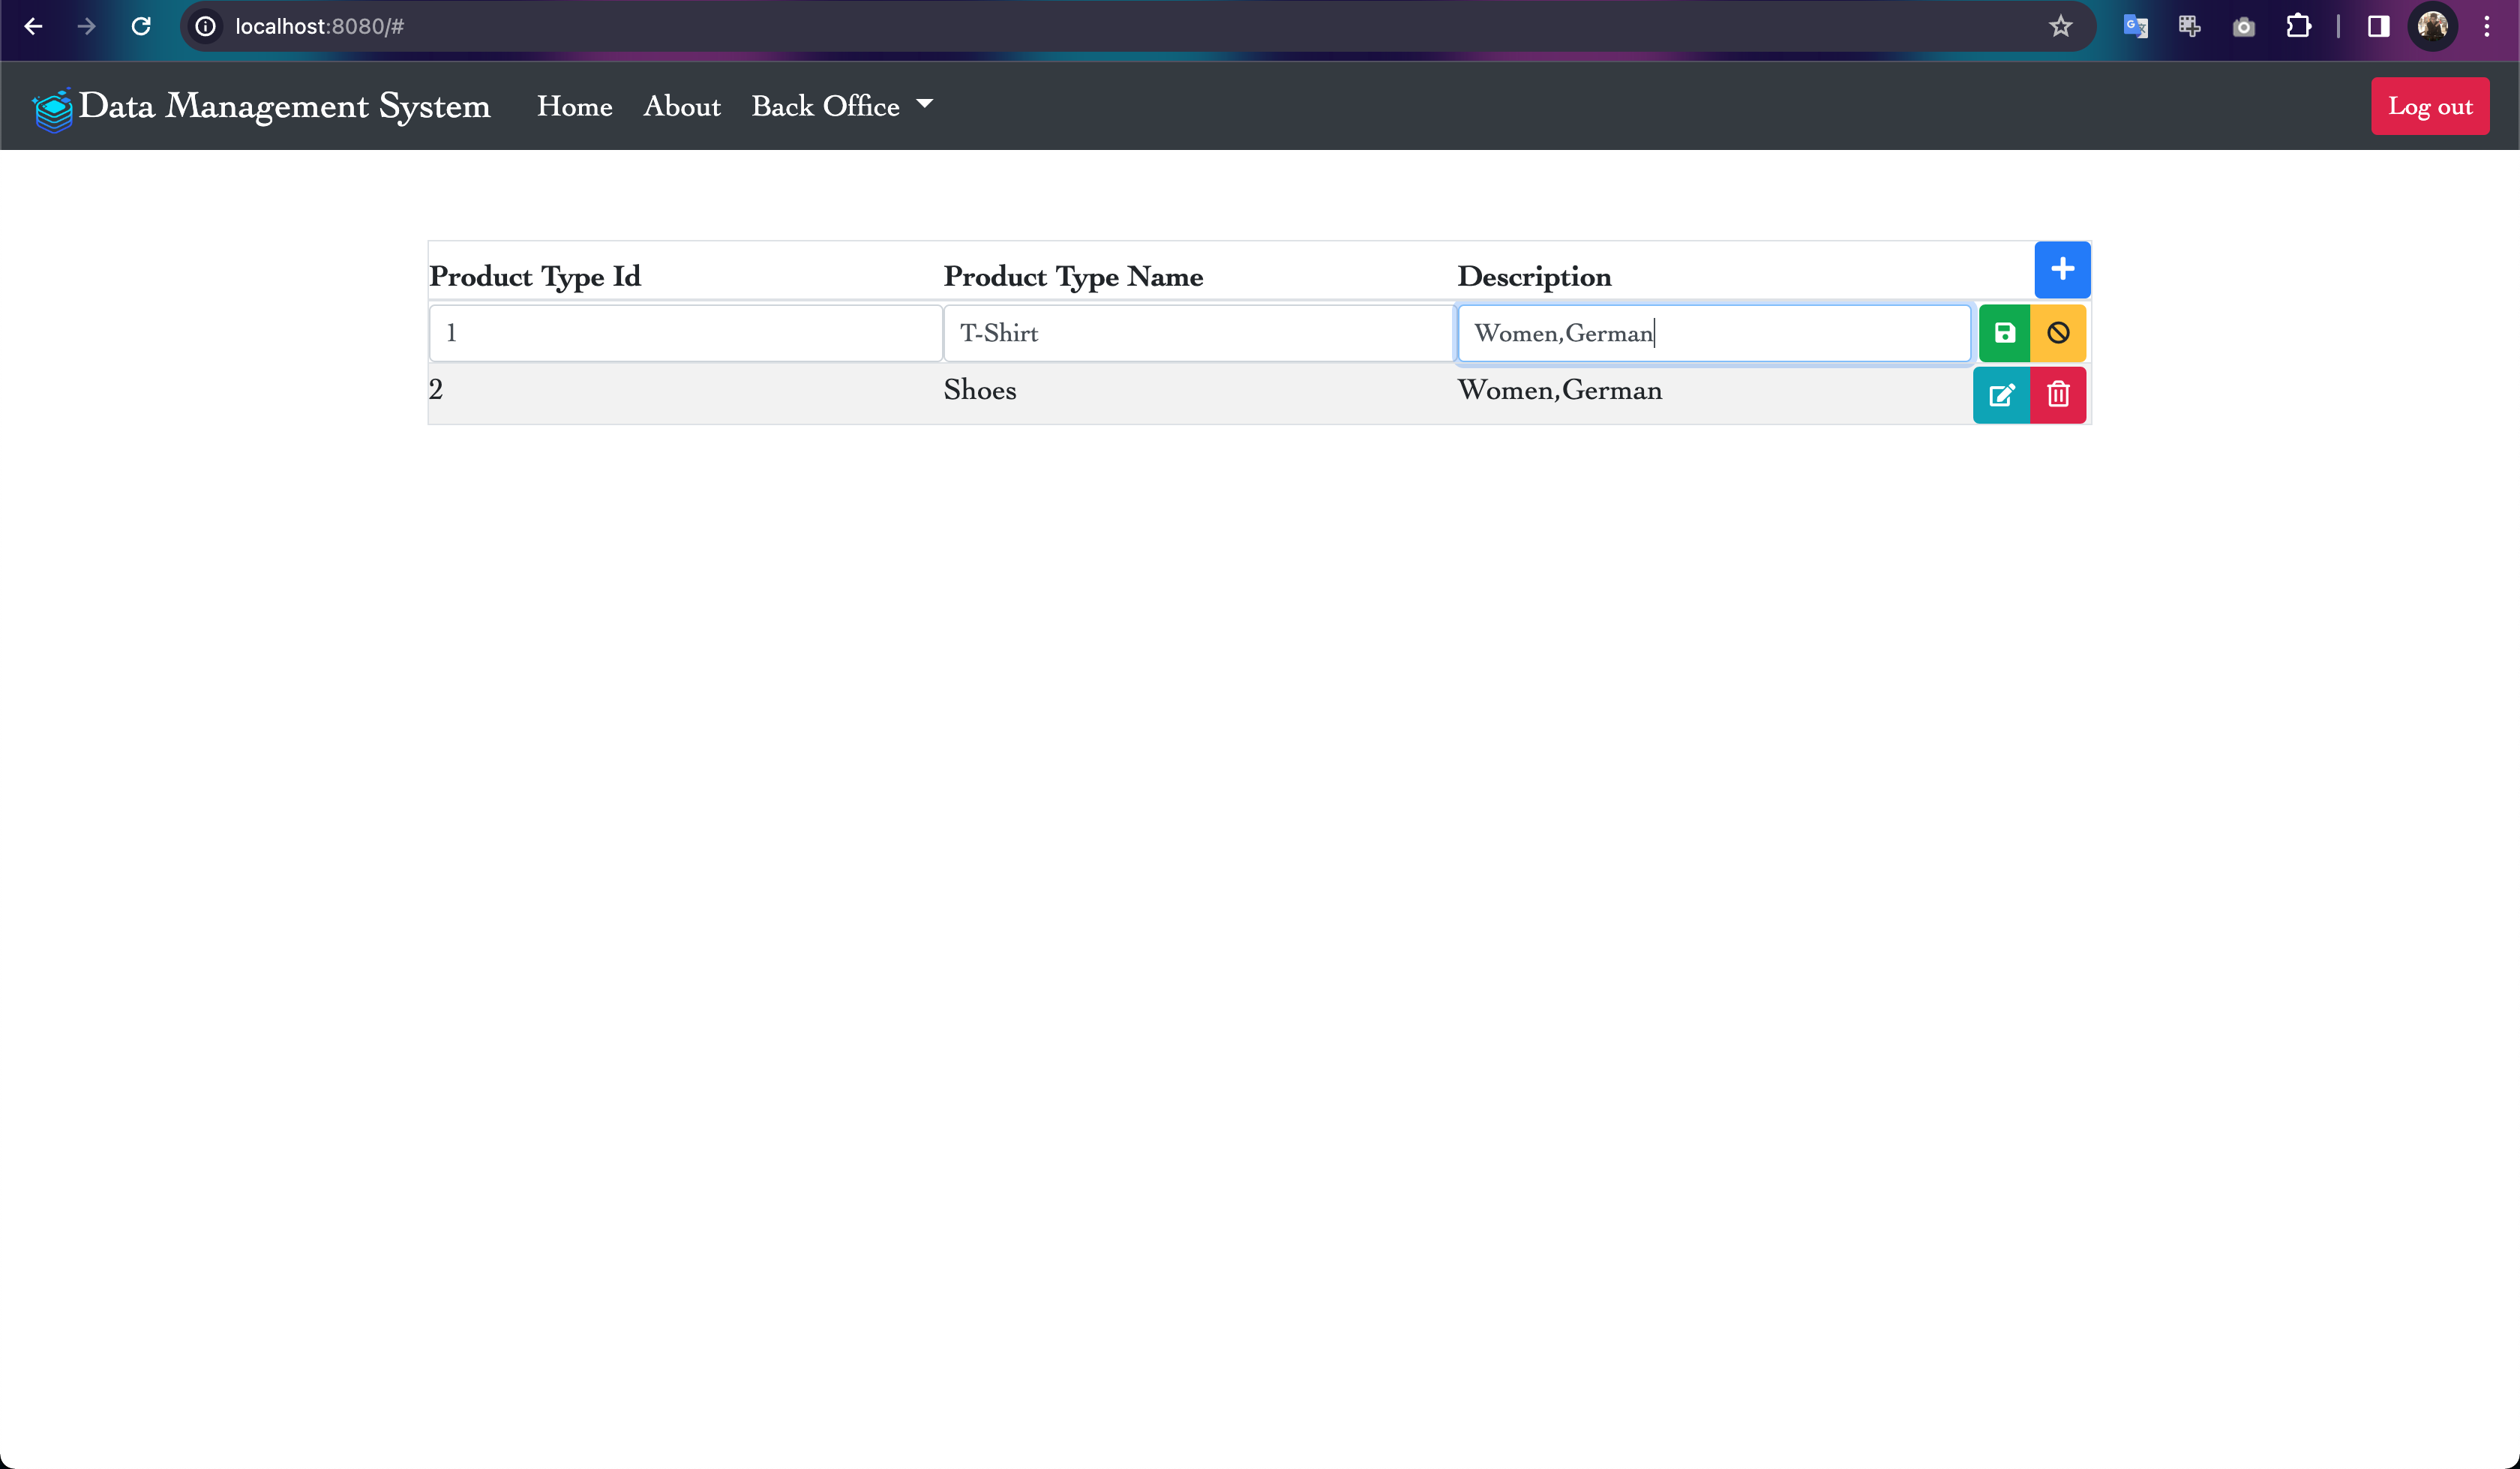 localhost:8080/#
Data Management System Home About Back Office Log out
Product Type Id Product Type Name Description
1 T-Shirt Women,German
2 Shoes Women,German